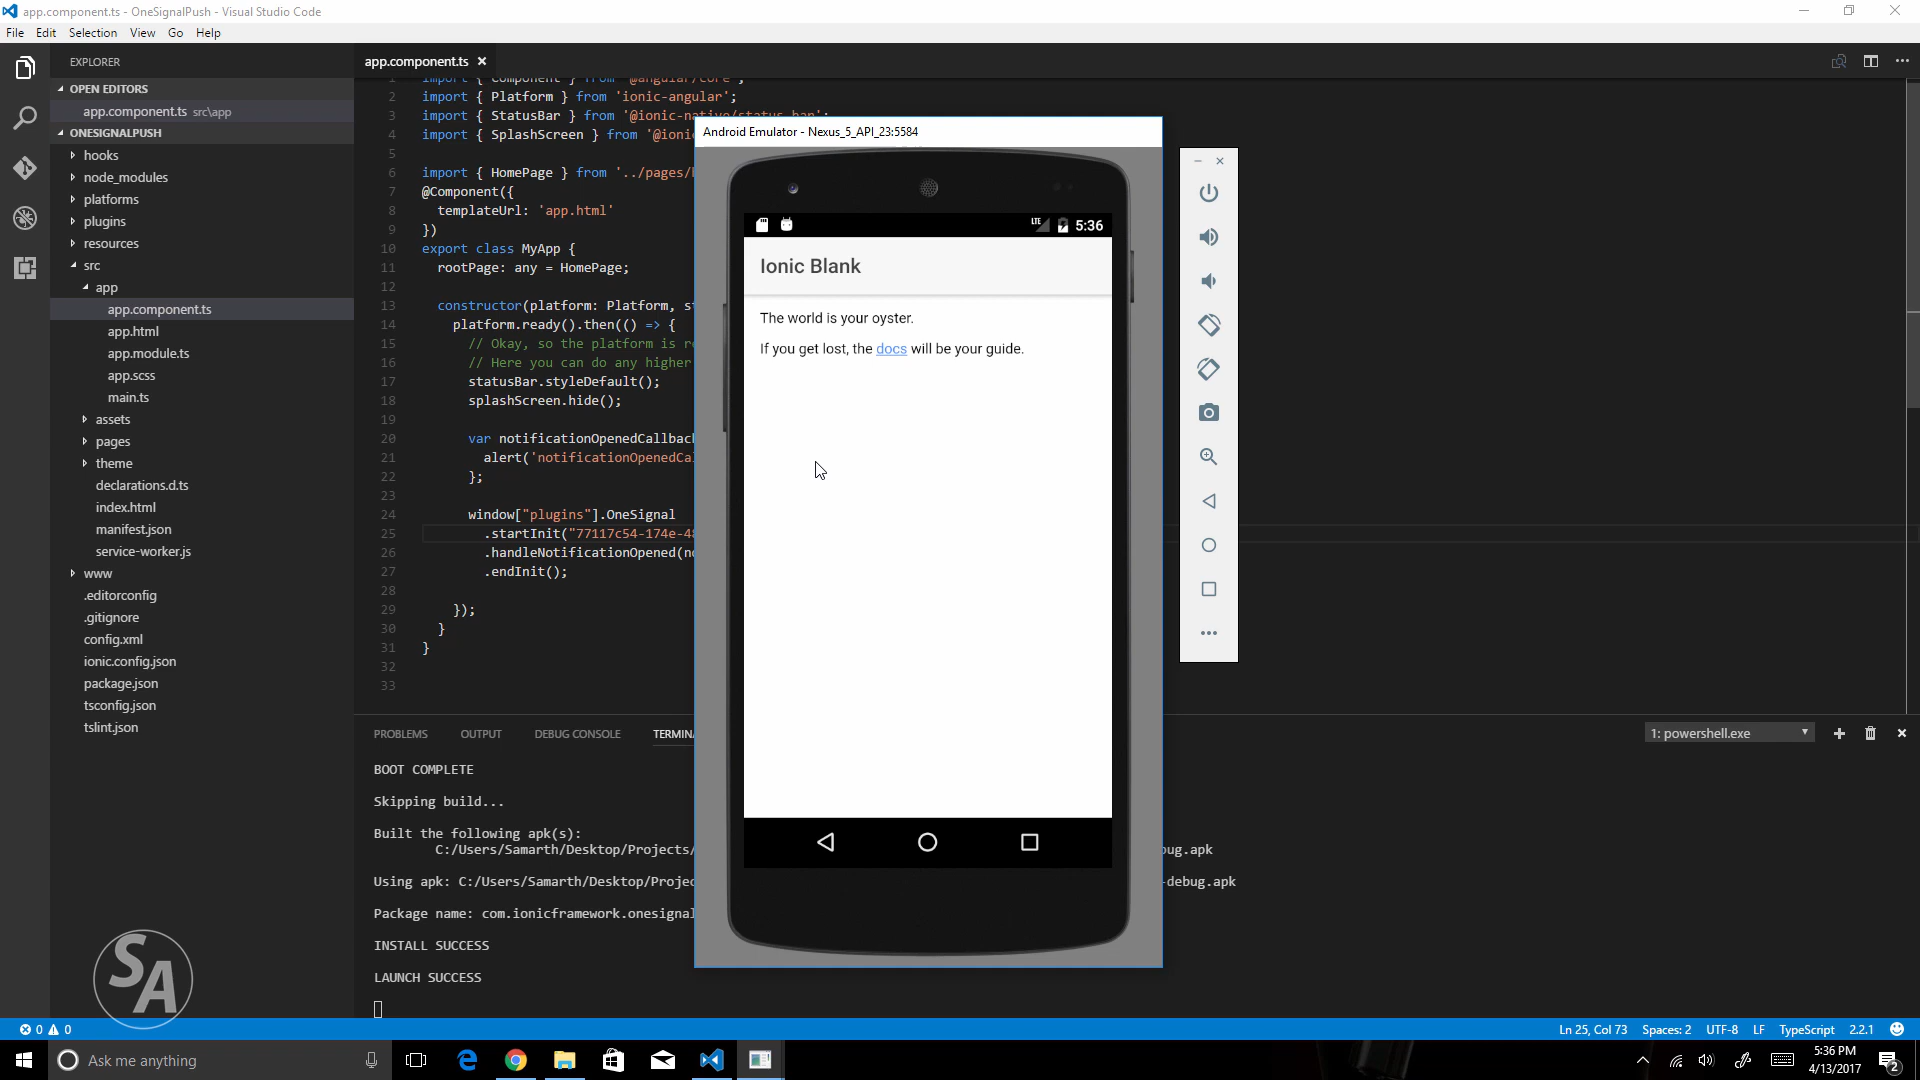 app.component.ts - OneSignalPush - Visual Studio Code
File Edit Selection View Go Help
EXPLORER
OPEN EDITORS
app.component.ts src\app
ONESIGNALPUSH
hooks
node_modules
platforms
plugins
resources
src
app
app.component.ts
app.html
app.module.ts
app.scss
main.ts
assets
pages
theme
declarations.d.ts
index.html
manifest.json
service-worker.js
www
.editorconfig
.gitignore
config.xml
ionic.config.json
package.json
tsconfig.json
tslint.json
app.component.ts
1 import { Component } from '@angular/core';
2 import { Platform } from 'ionic-angular';
3 import { StatusBar } from '@ionic-native/status-bar';
4 import { SplashScreen } from '@ionic
5
6 import { HomePage } from '../pages/
7 @Component({
8 templateUrl: 'app.html'
9 })
10 export class MyApp {
11 rootPage: any = HomePage;
12
13 constructor(platform: Platform, st
14 platform.ready().then(() => {
15 // Okay, so the platform is re
16 // Here you can do any higher
17 statusBar.styleDefault();
18 splashScreen.hide();
19
20 var notificationOpenedCallback
21 alert('notificationOpenedCal
22 };
23
24 window["plugins"].OneSignal
25 .startInit("77117c54-174e-48
26 .handleNotificationOpened(no
27 .endInit();
28
29 });
30 }
31 }
32
33
Android Emulator - Nexus_5_API_23:5584
LTE 5:36
Ionic Blank
The world is your oyster.
If you get lost, the docs will be your guide.
PROBLEMS OUTPUT DEBUG CONSOLE TERMINA
1: powershell.exe
BOOT COMPLETE
Skipping build...
Built the following apk(s):
C:/Users/Samarth/Desktop/Projects/ bug.apk
Using apk: C:/Users/Samarth/Desktop/Projec -debug.apk
Package name: com.ionicframework.onesignal
INSTALL SUCCESS
LAUNCH SUCCESS
SA
0 0
Ln 25, Col 73 Spaces: 2 UTF-8 LF TypeScript 2.2.1
Ask me anything
5:36 PM
4/13/2017
2